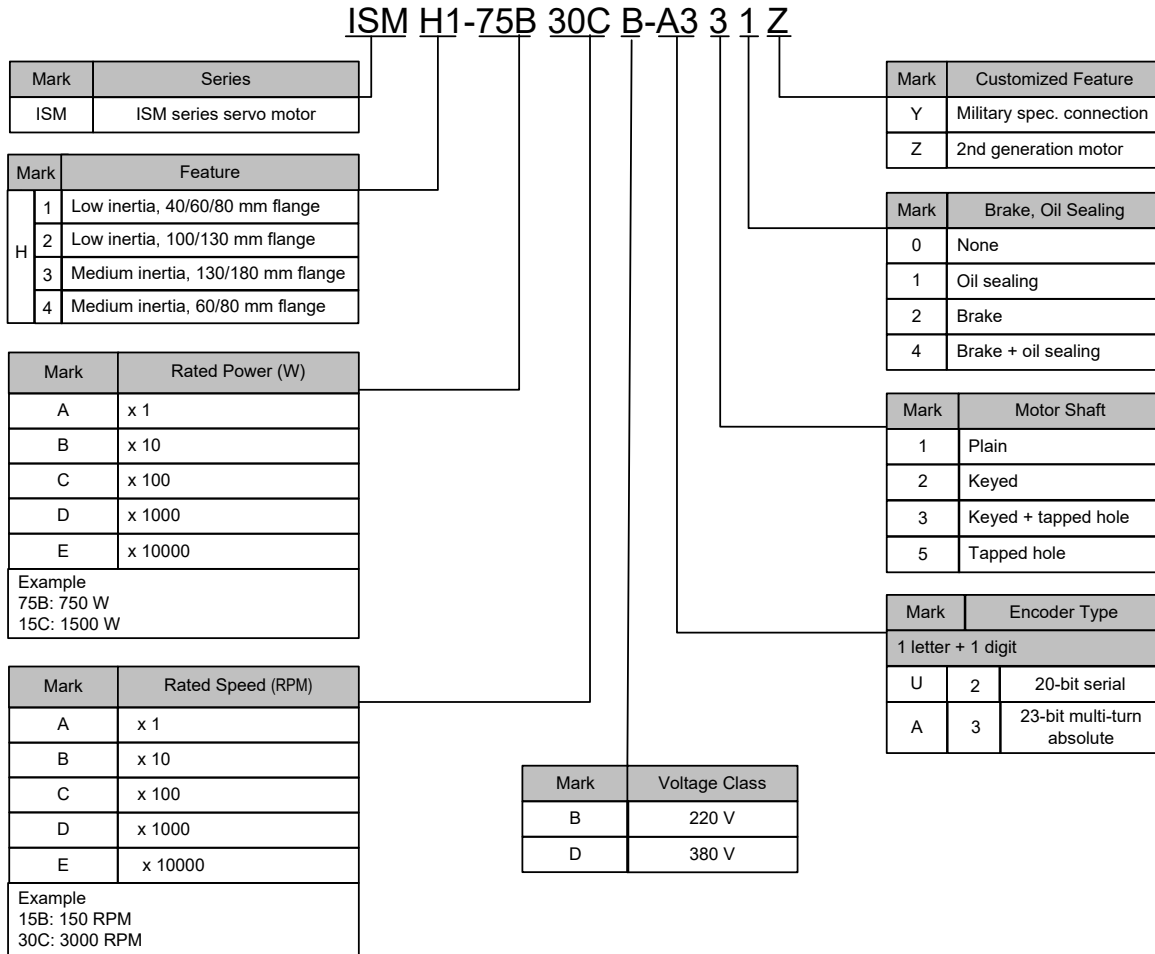 ISM H1-75B 30C B-A3 3 1 Z
Mark Series
ISM ISM series servo motor
Mark Feature
H
1 Low inertia, 40/60/80 mm flange
2 Low inertia, 100/130 mm flange
3 Medium inertia, 130/180 mm flange
4 Medium inertia, 60/80 mm flange
Mark Rated Power (W)
A x 1
B x 10
C x 100
D x 1000
E x 10000
Example
75B: 750 W
15C: 1500 W
Mark Rated Speed (RPM)
A x 1
B x 10
C x 100
D x 1000
E x 10000
Example
15B: 150 RPM
30C: 3000 RPM
Mark Voltage Class
B 220 V
D 380 V
Mark Customized Feature
Y Military spec. connection
Z 2nd generation motor
Mark Brake, Oil Sealing
0 None
1 Oil sealing
2 Brake
4 Brake + oil sealing
Mark Motor Shaft
1 Plain
2 Keyed
3 Keyed + tapped hole
5 Tapped hole
Mark Encoder Type
1 letter + 1 digit
U 2 20-bit serial
A 3 23-bit multi-turn
absolute